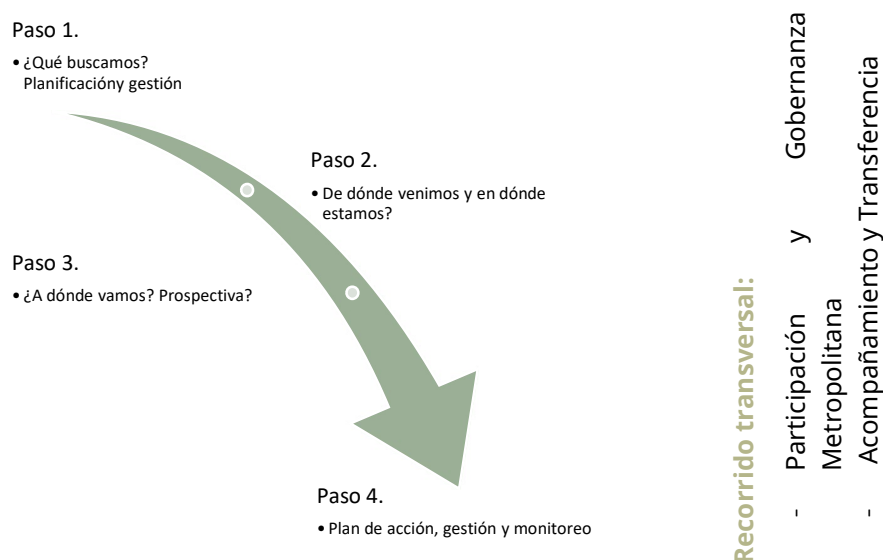 Paso 1.
• ¿Qué buscamos?
Planificacióny gestión
Paso 2.
• De dónde venimos y en dónde
estamos?
Paso 3.
• ¿A dónde vamos? Prospectiva?
Paso 4.
• Plan de acción, gestión y monitoreo
Recorrido transversal:
- Participación y Gobernanza
Metropolitana
- Acompañamiento y Transferencia